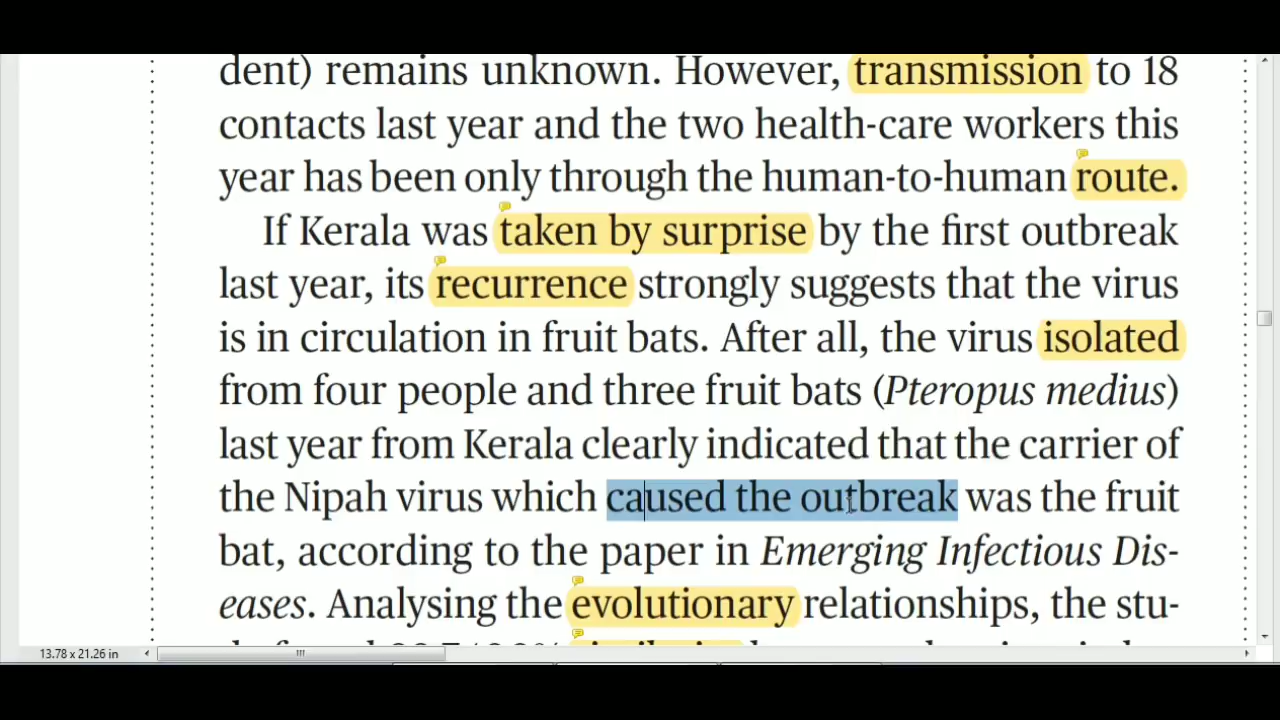 dent) remains unknown. However, transmission to 18
contacts last year and the two health-care workers this
year has been only through the human-to-human route.
If Kerala was taken by surprise by the first outbreak
last year, its recurrence strongly suggests that the virus
is in circulation in fruit bats. After all, the virus isolated
from four people and three fruit bats (Pteropus medius)
last year from Kerala clearly indicated that the carrier of
the Nipah virus which caused the outbreak was the fruit
bat, according to the paper in Emerging Infectious Dis-
eases. Analysing the evolutionary relationships, the stu-
13.78 x 21.26 in